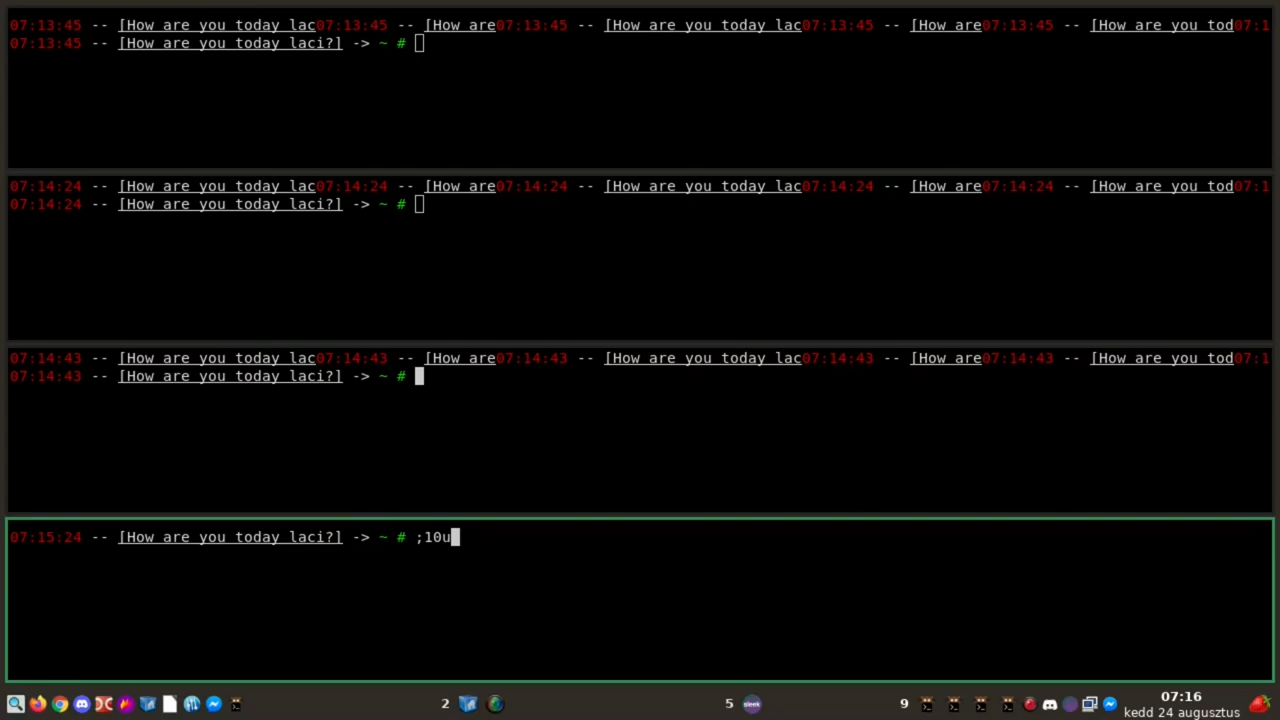 07:13:45 -- [How are you today lac07:13:45 -- [How are07:13:45 -- [How are you today lac07:13:45 -- [How are07:13:45 -- [How are you tod07:1
07:13:45 -- [How are you today laci?] -> ~ #
07:14:24 -- [How are you today lac07:14:24 -- [How are07:14:24 -- [How are you today lac07:14:24 -- [How are07:14:24 -- [How are you tod07:1
07:14:24 -- [How are you today laci?] -> ~ #
07:14:43 -- [How are you today lac07:14:43 -- [How are07:14:43 -- [How are you today lac07:14:43 -- [How are07:14:43 -- [How are you tod07:1
07:14:43 -- [How are you today laci?] -> ~ #
07:15:24 -- [How are you today laci?] -> ~ # ;10u
2 5 sleek 9 07:16
kedd 24 augusztus